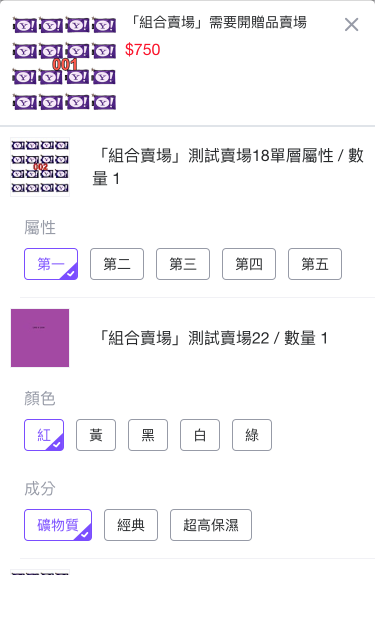 「組合賣場」需要開贈品賣場
001
$750
002
「組合賣場」測試賣場18單層屬性 / 數
量 1
屬性
第一 第二 第三 第四 第五
「組合賣場」測試賣場22 / 數量 1
顏色
紅 黃 黑 白 綠
成分
礦物質 經典 超高保濕